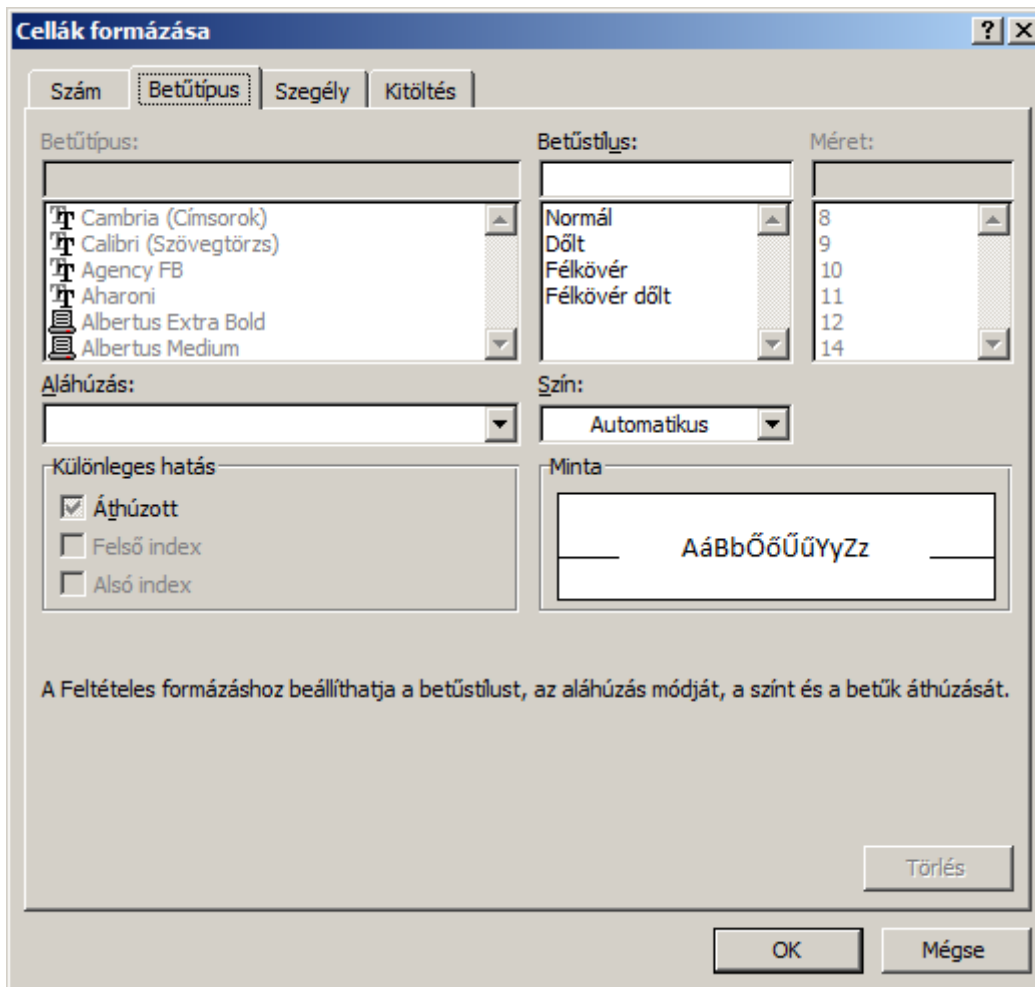 Cellák formázása
Szám Betűtípus Szegély Kitöltés
Betűtípus:
Cambria (Címsorok)
Calibri (Szövegtörzs)
Agency FB
Aharoni
Albertus Extra Bold
Albertus Medium
Betűstílus:
Normál
Dőlt
Félkövér
Félkövér dőlt
Méret:
8
9
10
11
12
14
Aláhúzás:
Szín:
Automatikus
Különleges hatás
Áthúzott
Felső index
Alsó index
Minta
AáBbŐőŰűYyZz
A Feltételes formázáshoz beállíthatja a betűstílust, az aláhúzás módját, a színt és a betűk áthúzását.
Törlés
OK Mégse